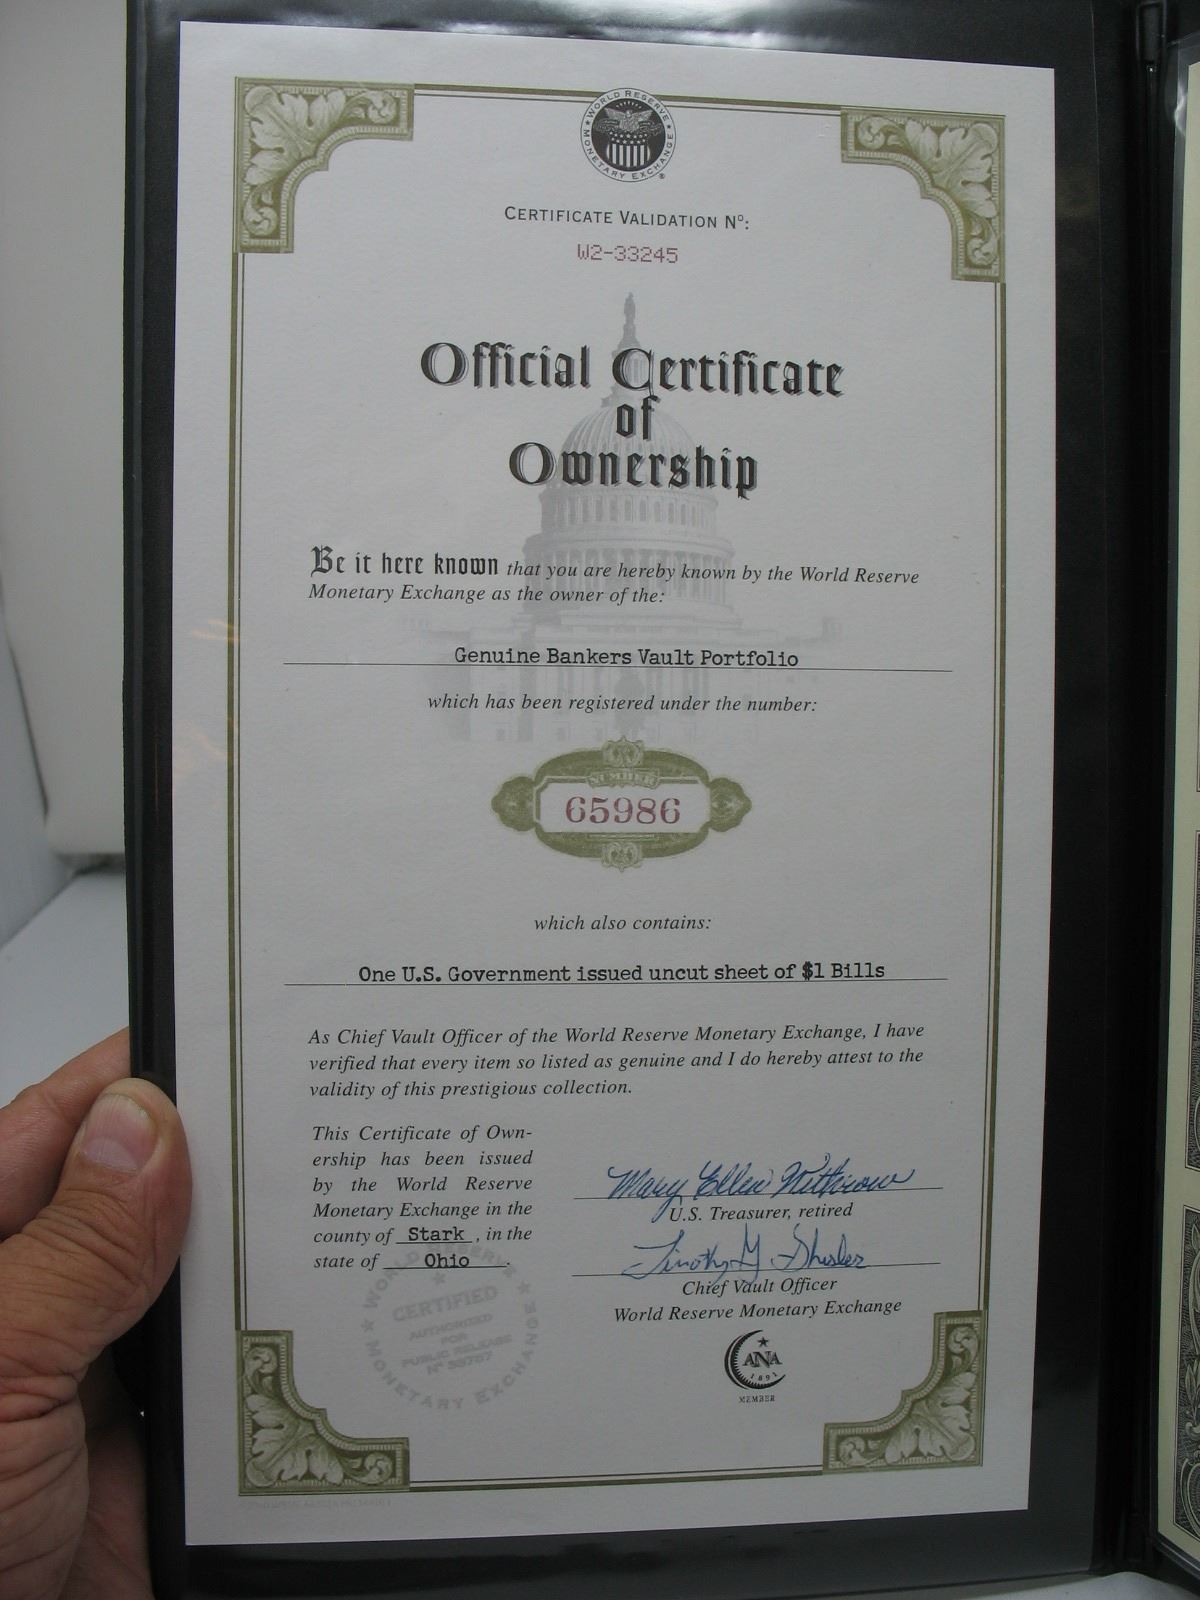 WORLD RESERVE MONETARY EXCHANGE ®
CERTIFICATE VALIDATION Nº:
W2-33245
Official Certificate
of
Ownership
Be it here known that you are hereby known by the World Reserve
Monetary Exchange as the owner of the:
Genuine Bankers Vault Portfolio
which has been registered under the number:
NUMBER
65986
which also contains:
One U.S. Government issued uncut sheet of $1 Bills
As Chief Vault Officer of the World Reserve Monetary Exchange, I have
verified that every item so listed as genuine and I do hereby attest to the
validity of this prestigious collection.
This Certificate of Own-
ership has been issued
by the World Reserve
Monetary Exchange in the
county of Stark, in the
state of Ohio.
Mary Ellen Withrow
U.S. Treasurer, retired
Timothy J. Shisler
Chief Vault Officer
World Reserve Monetary Exchange
WORLD RESERVE MONETARY EXCHANGE
CERTIFIED
AUTHORIZED
FOR
PUBLIC RELEASE
ANA
1891
MEMBER